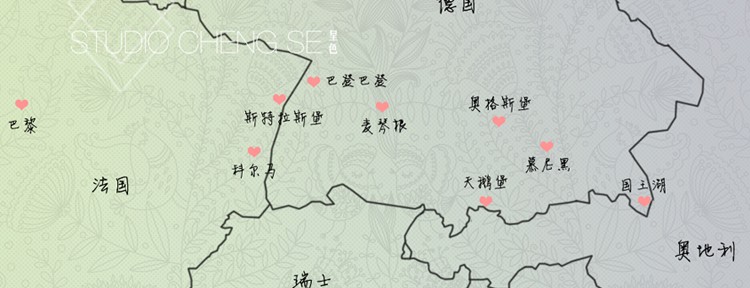 德国
STUDIO CHENG SE
呈色
巴登巴登
斯特拉斯堡
奥格斯堡
巴黎
麦琴根
科尔马
慕尼黑
法国
天鹅堡
国王湖
奥地利
瑞士